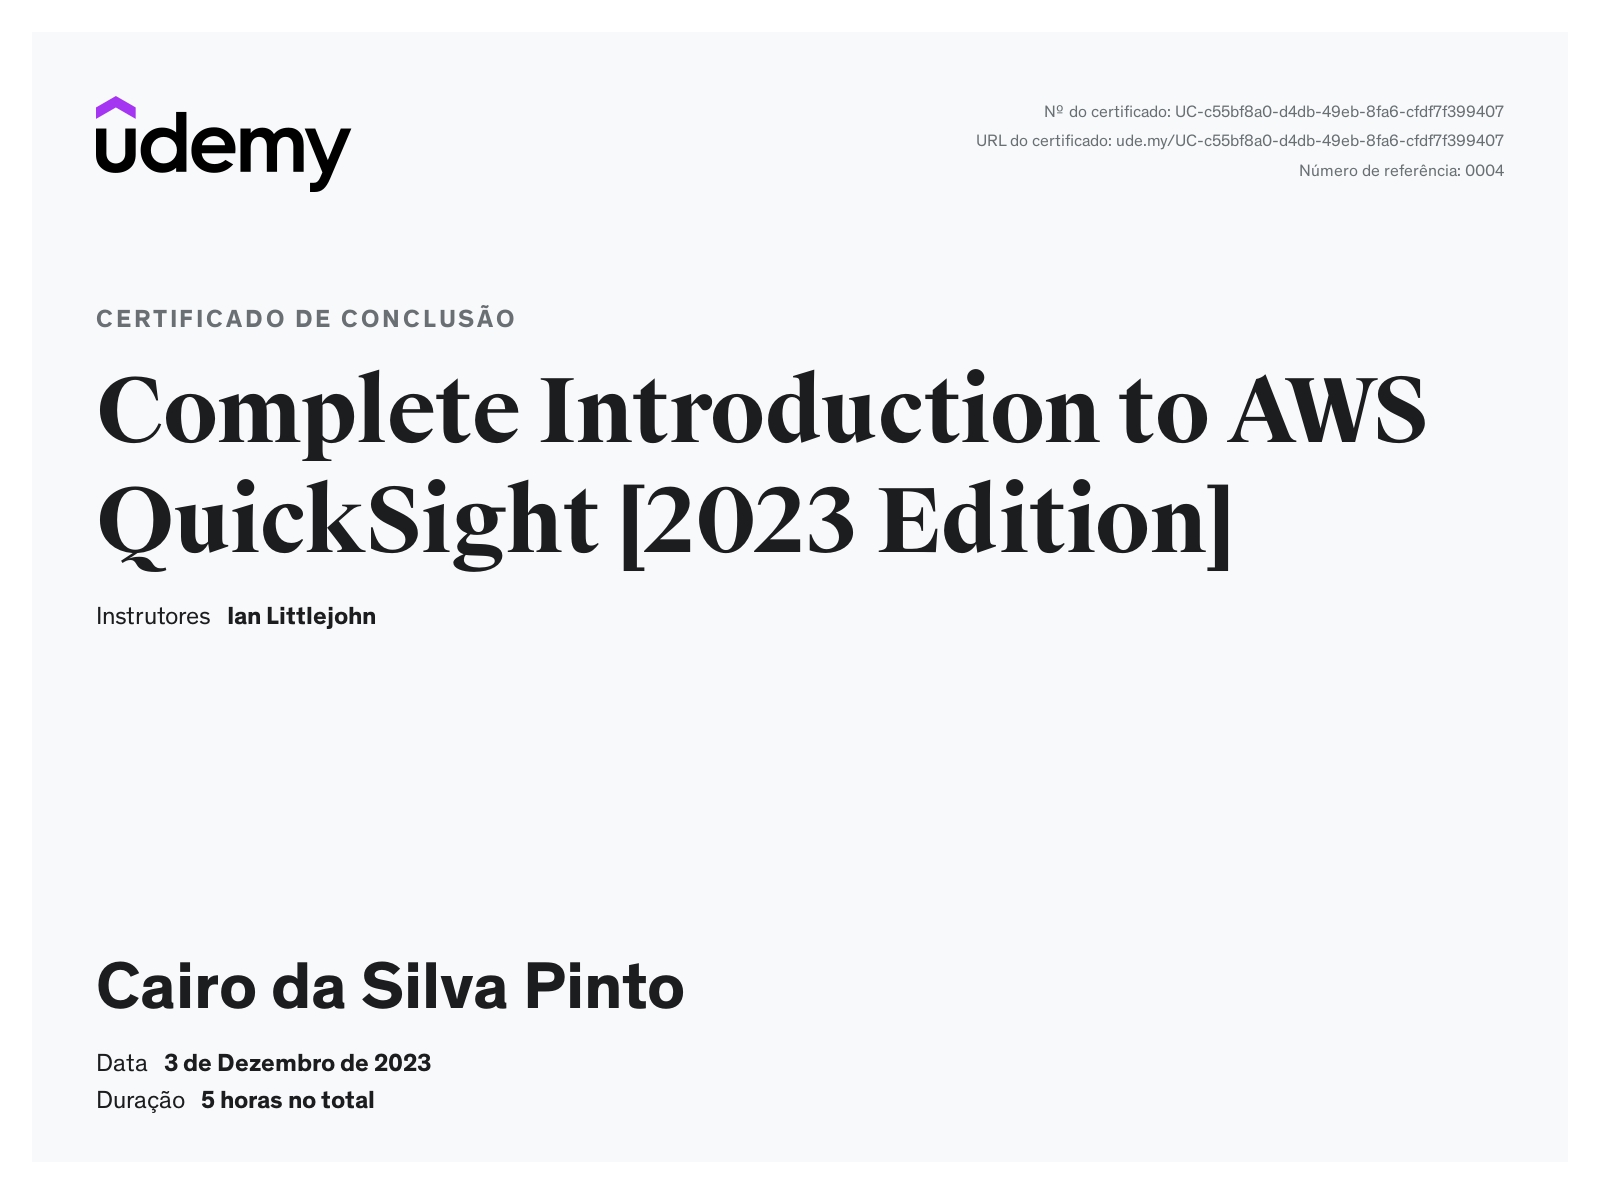 udemy
Nº do certificado: UC-c55bf8a0-d4db-49eb-8fa6-cfdf7f399407
URL do certificado: ude.my/UC-c55bf8a0-d4db-49eb-8fa6-cfdf7f399407
Número de referência: 0004
CERTIFICADO DE CONCLUSÃO
Complete Introduction to AWS
QuickSight [2023 Edition]
Instrutores Ian Littlejohn
Cairo da Silva Pinto
Data 3 de Dezembro de 2023
Duração 5 horas no total